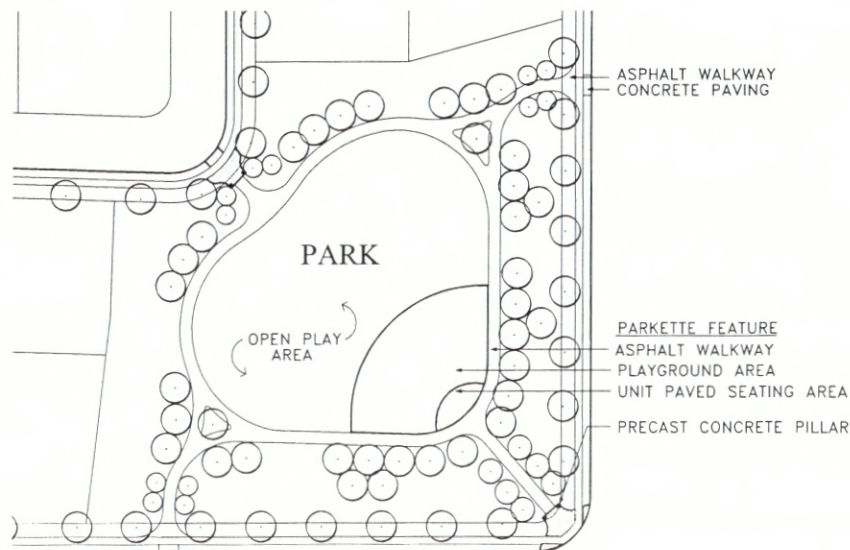 ASPHALT WALKWAY
CONCRETE PAVING
PARK
OPEN PLAY
AREA
PARKETTE FEATURE
ASPHALT WALKWAY
PLAYGROUND AREA
UNIT PAVED SEATING AREA
PRECAST CONCRETE PILLAR